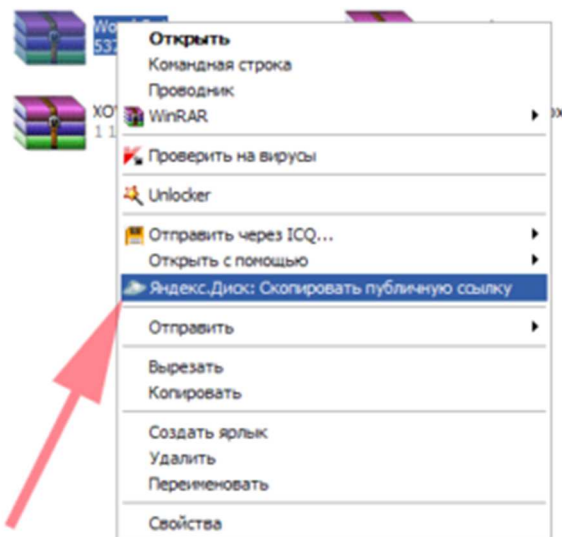 Открыть
Командная строка
Проводник
WinRAR
Проверить на вирусы
Unlocker
Отправить через ICQ...
Открыть с помощью
Яндекс.Диск: Скопировать публичную ссылку
Отправить
Вырезать
Копировать
Создать ярлык
Удалить
Переименовать
Свойства